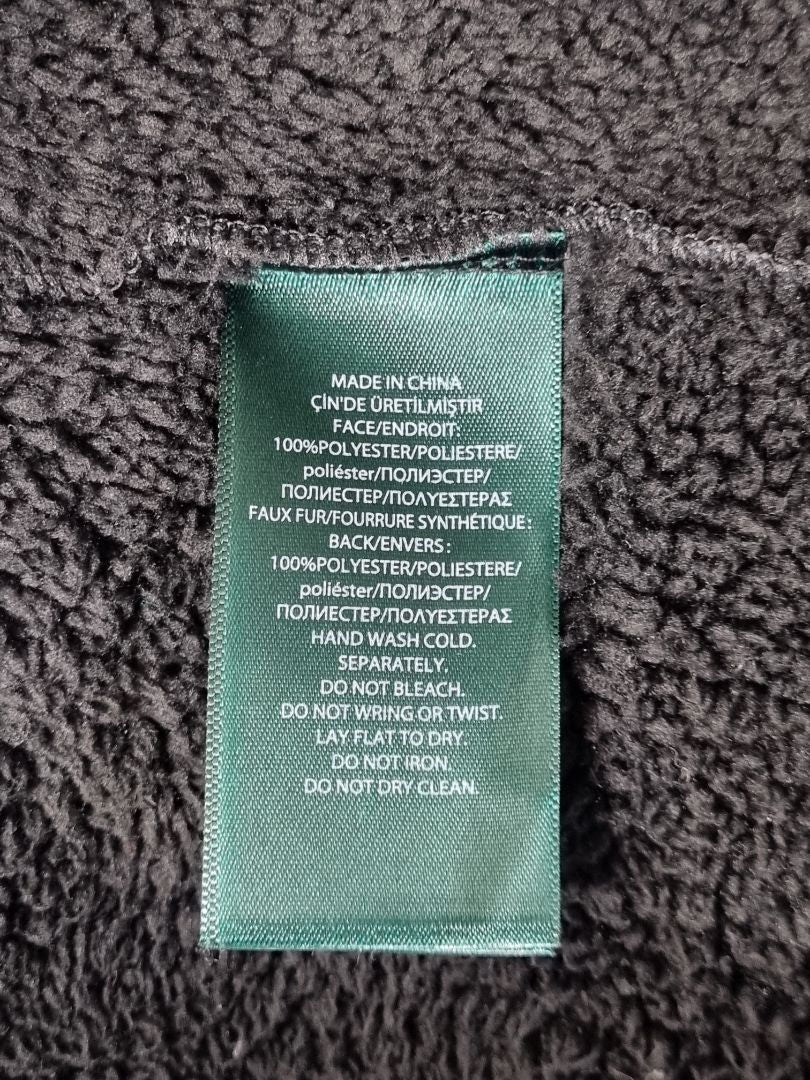 MADE IN CHINA
ÇİN'DE ÜRETİLMİŞTİR
FACE/ENDROIT:
100%POLYESTER/POLIESTERE/
poliéster/ПОЛИЭСТЕР/
ПОЛИЕСТЕР/ΠΟΛΥΕΣΤΕΡΑΣ
FAUX FUR/FOURRURE SYNTHÉTIQUE:
BACK/ENVERS:
100%POLYESTER/POLIESTERE/
poliéster/ПОЛИЭСТЕР/
ПОЛИЕСТЕР/ΠΟΛΥΕΣΤΕΡΑΣ
HAND WASH COLD.
SEPARATELY.
DO NOT BLEACH.
DO NOT WRING OR TWIST.
LAY FLAT TO DRY.
DO NOT IRON.
DO NOT DRY CLEAN.